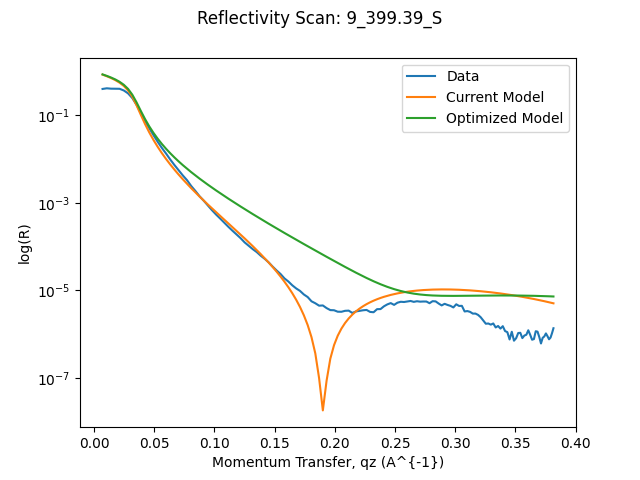 Reflectivity Scan: 9_399.39_S
Data
Current Model
Optimized Model
10^{-1}
10^{-3}
10^{-5}
10^{-7}
log(R)
0.00 0.05 0.10 0.15 0.20 0.25 0.30 0.35 0.40
Momentum Transfer, qz (A^{-1})